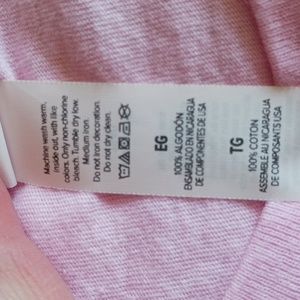 Machine wash warm,
inside out, with like
colors. Only non-chlorine
bleach. Tumble dry low.
Medium iron.
Do not iron decoration.
Do not dry clean.
EG
100% ALGODÓN
ENSAMBLADO EN NICARAGUA
DE COMPONENTES DE USA
TG
100% COTON
ASSEMBLÉ AU NICARAGUA
DE COMPOSANTS USA